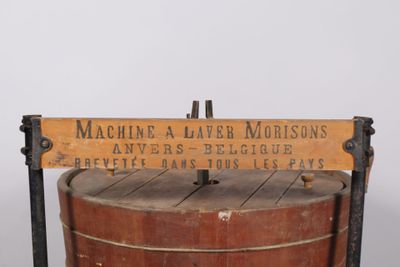 MACHINE A LAVER MORISONS
ANVERS-BELGIQUE
BREVETÉE DANS TOUS LES PAYS